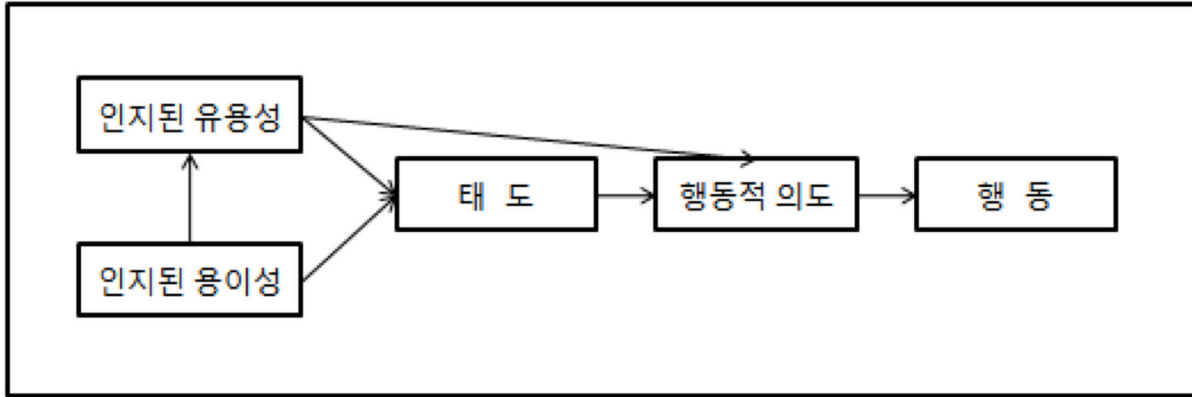 인지된 유용성
태 도
행동적 의도
행 동
인지된 용이성